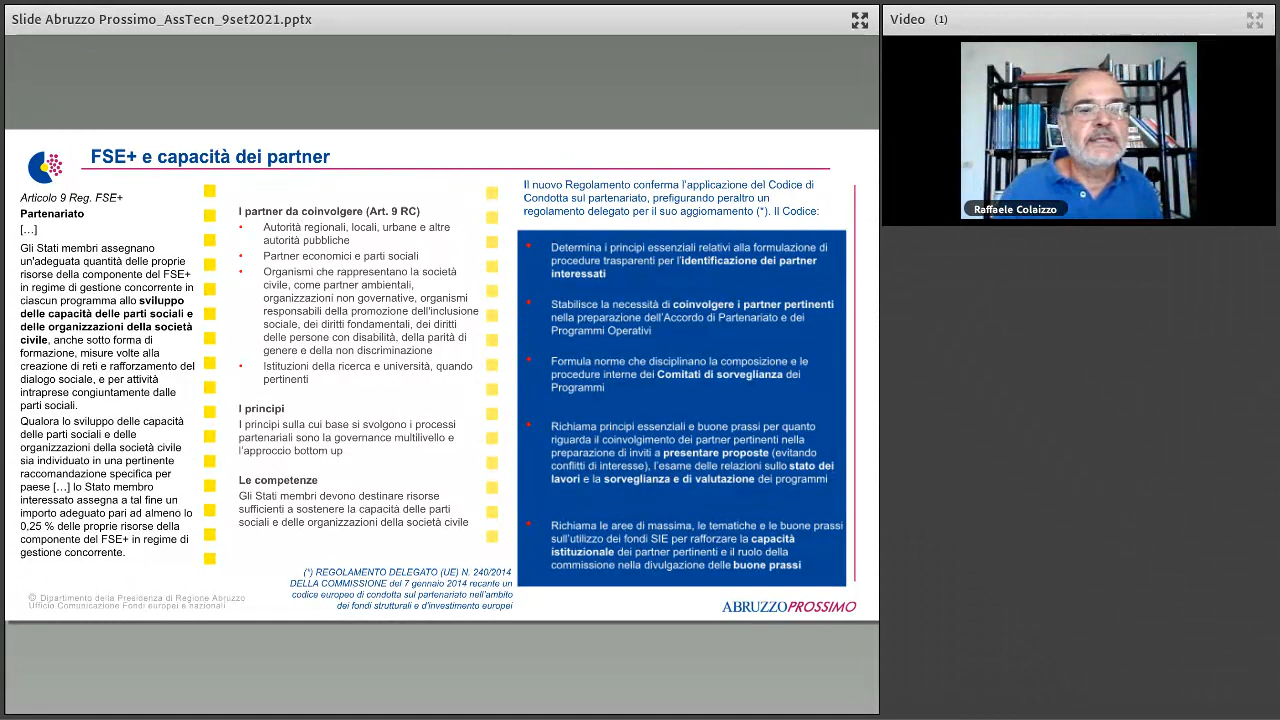 Slide Abruzzo Prossimo_AssTecn_9set2021.pptx
Video (1)
Raffaele Colaizzo
FSE+ e capacità dei partner
Articolo 9 Reg. FSE+
Partenariato
[…]
Gli Stati membri assegnano
un'adeguata quantità delle proprie
risorse della componente del FSE+
in regime di gestione concorrente in
ciascun programma allo sviluppo
delle capacità delle parti sociali e
delle organizzazioni della società
civile, anche sotto forma di
formazione, misure volte alla
creazione di reti e rafforzamento del
dialogo sociale, e per attività
intraprese congiuntamente dalle
parti sociali.
Qualora lo sviluppo delle capacità
delle parti sociali e delle
organizzazioni della società civile
sia individuato in una pertinente
raccomandazione specifica per
paese […] lo Stato membro
interessato assegna a tal fine un
importo adeguato pari ad almeno lo
0,25 % delle proprie risorse della
componente del FSE+ in regime di
gestione concorrente.
I partner da coinvolgere (Art. 9 RC)
• Autorità regionali, locali, urbane e altre
autorità pubbliche
• Partner economici e parti sociali
• Organismi che rappresentano la società
civile, come partner ambientali,
organizzazioni non governative, organismi
responsabili della promozione dell'inclusione
sociale, dei diritti fondamentali, dei diritti
delle persone con disabilità, della parità di
genere e della non discriminazione
• Istituzioni della ricerca e università, quando
pertinenti
I principi
I principi sulla cui base si svolgono i processi
partenariali sono la governance multilivello e
l'approccio bottom up
Le competenze
Gli Stati membri devono destinare risorse
sufficienti a sostenere la capacità delle parti
sociali e delle organizzazioni della società civile
(*) REGOLAMENTO DELEGATO (UE) N. 240/2014
DELLA COMMISSIONE del 7 gennaio 2014 recante un
codice europeo di condotta sul partenariato nell'ambito
dei fondi strutturali e d'investimento europei
Il nuovo Regolamento conferma l'applicazione del Codice di
Condotta sul partenariato, prefigurando peraltro un
regolamento delegato per il suo aggiornamento (*). Il Codice:
• Determina i principi essenziali relativi alla formulazione di
procedure trasparenti per l'identificazione dei partner
interessati
• Stabilisce la necessità di coinvolgere i partner pertinenti
nella preparazione dell'Accordo di Partenariato e dei
Programmi Operativi
• Formula norme che disciplinano la composizione e le
procedure interne dei Comitati di sorveglianza dei
Programmi
• Richiama principi essenziali e buone prassi per quanto
riguarda il coinvolgimento dei partner pertinenti nella
preparazione di inviti a presentare proposte (evitando
conflitti di interesse), l'esame delle relazioni sullo stato dei
lavori e la sorveglianza e di valutazione dei programmi
• Richiama le aree di massima, le tematiche e le buone prassi
sull'utilizzo dei fondi SIE per rafforzare la capacità
istituzionale dei partner pertinenti e il ruolo della
commissione nella divulgazione delle buone prassi
© Dipartimento della Presidenza di Regione Abruzzo
Ufficio Comunicazione Fondi europei e nazionali
ABRUZZOPROSSIMO